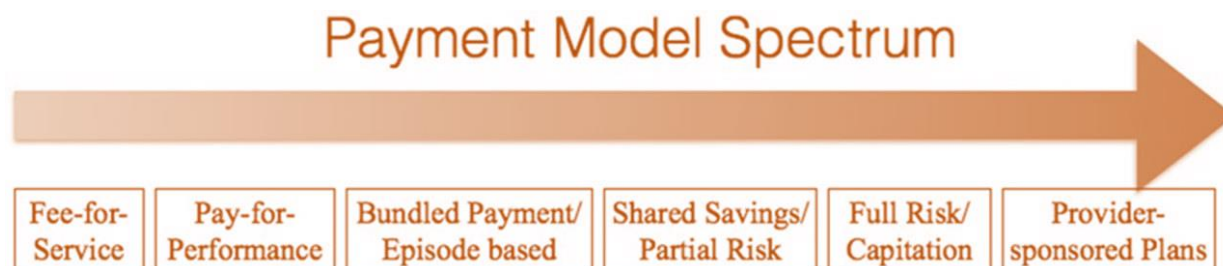 Payment Model Spectrum
Fee-for-
Service
Pay-for-
Performance
Bundled Payment/
Episode based
Shared Savings/
Partial Risk
Full Risk/
Capitation
Provider-
sponsored Plans